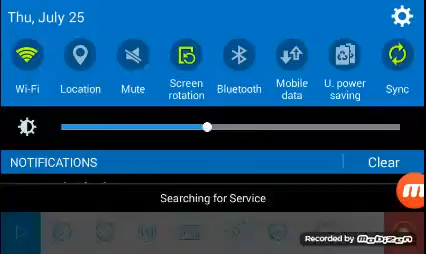 Thu, July 25
Wi-Fi
Location
Mute
Screen
rotation
Bluetooth
Mobile
data
U. power
saving
Sync
NOTIFICATIONS
Clear
Searching for Service
Recorded by Mobizen